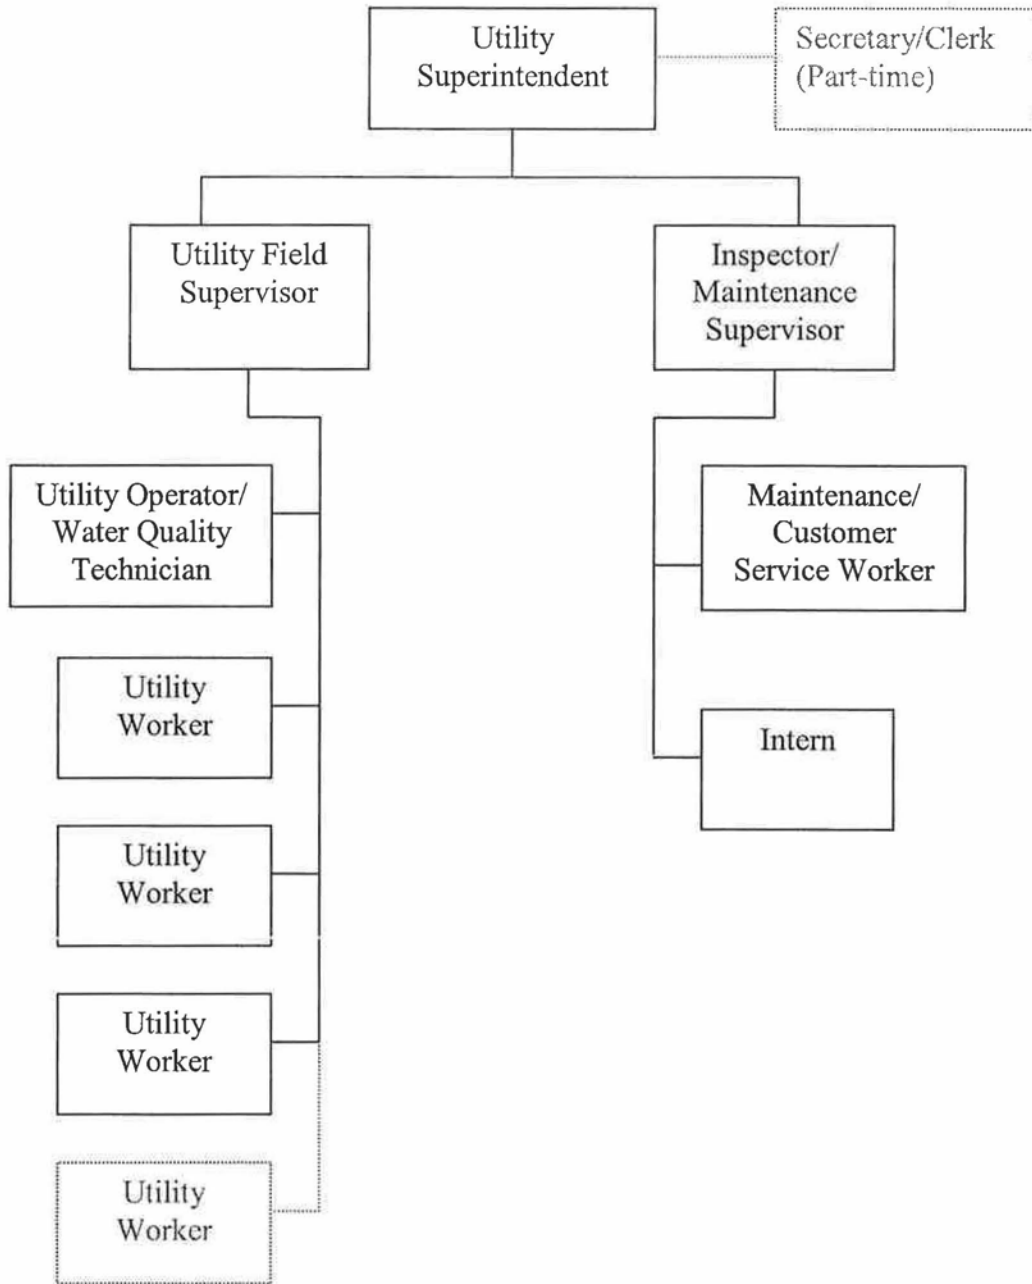 Utility
Superintendent
Secretary/Clerk
(Part-time)
Utility Field
Supervisor
Inspector/
Maintenance
Supervisor
Utility Operator/
Water Quality
Technician
Utility
Worker
Utility
Worker
Utility
Worker
Utility
Worker
Maintenance/
Customer
Service Worker
Intern